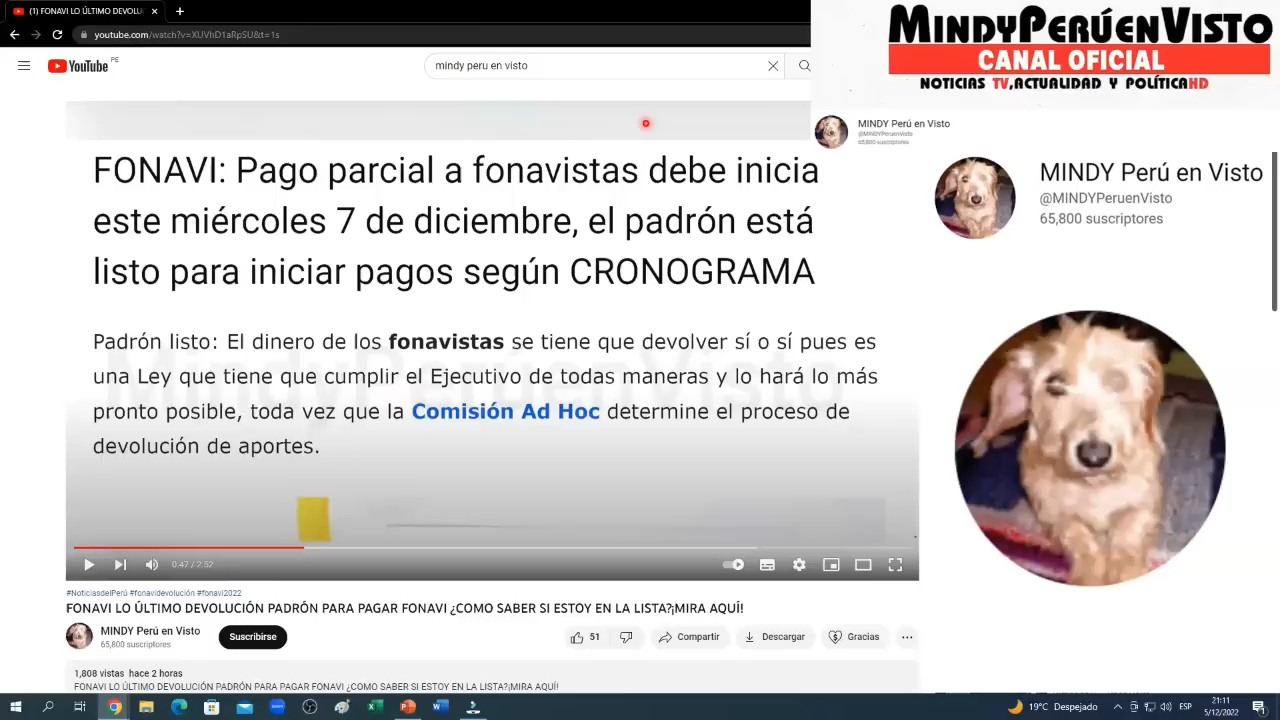 (1) FONAVI LO ÚLTIMO DEVOLU
youtube.com/watch?v=XUVhD1aRpSU&t=1s
YouTube PE
mindy peru en visto
MINDYPERÚENVISTO
CANAL OFICIAL
NOTICIAS TV,ACTUALIDAD Y POLÍTICAHD
MINDY Perú en Visto
@MINDYPeruenVisto
65,800 suscriptores
MINDY Perú en Visto
@MINDYPeruenVisto
65,800 suscriptores
FONAVI: Pago parcial a fonavistas debe inicia
este miércoles 7 de diciembre, el padrón está
listo para iniciar pagos según CRONOGRAMA
Padrón listo: El dinero de los fonavistas se tiene que devolver sí o sí pues es
una Ley que tiene que cumplir el Ejecutivo de todas maneras y lo hará lo más
pronto posible, toda vez que la Comisión Ad Hoc determine el proceso de
devolución de aportes.
0:47 / 2:52
#NoticiasdelPerú #fonavidevolución #fonavi2022
FONAVI LO ÚLTIMO DEVOLUCIÓN PADRÓN PARA PAGAR FONAVI ¿COMO SABER SI ESTOY EN LA LISTA?¡MIRA AQUÍ!
MINDY Perú en Visto
65,800 suscriptores
Suscribirse
51
Compartir
Descargar
Gracias
1,808 vistas hace 2 horas
FONAVI LO ÚLTIMO DEVOLUCIÓN PADRÓN PARA PAGAR FONAVI ¿COMO SABER SI ESTOY EN LA LISTA?¡MIRA AQUÍ!
19°C Despejado
ESP
21:11
5/12/2022